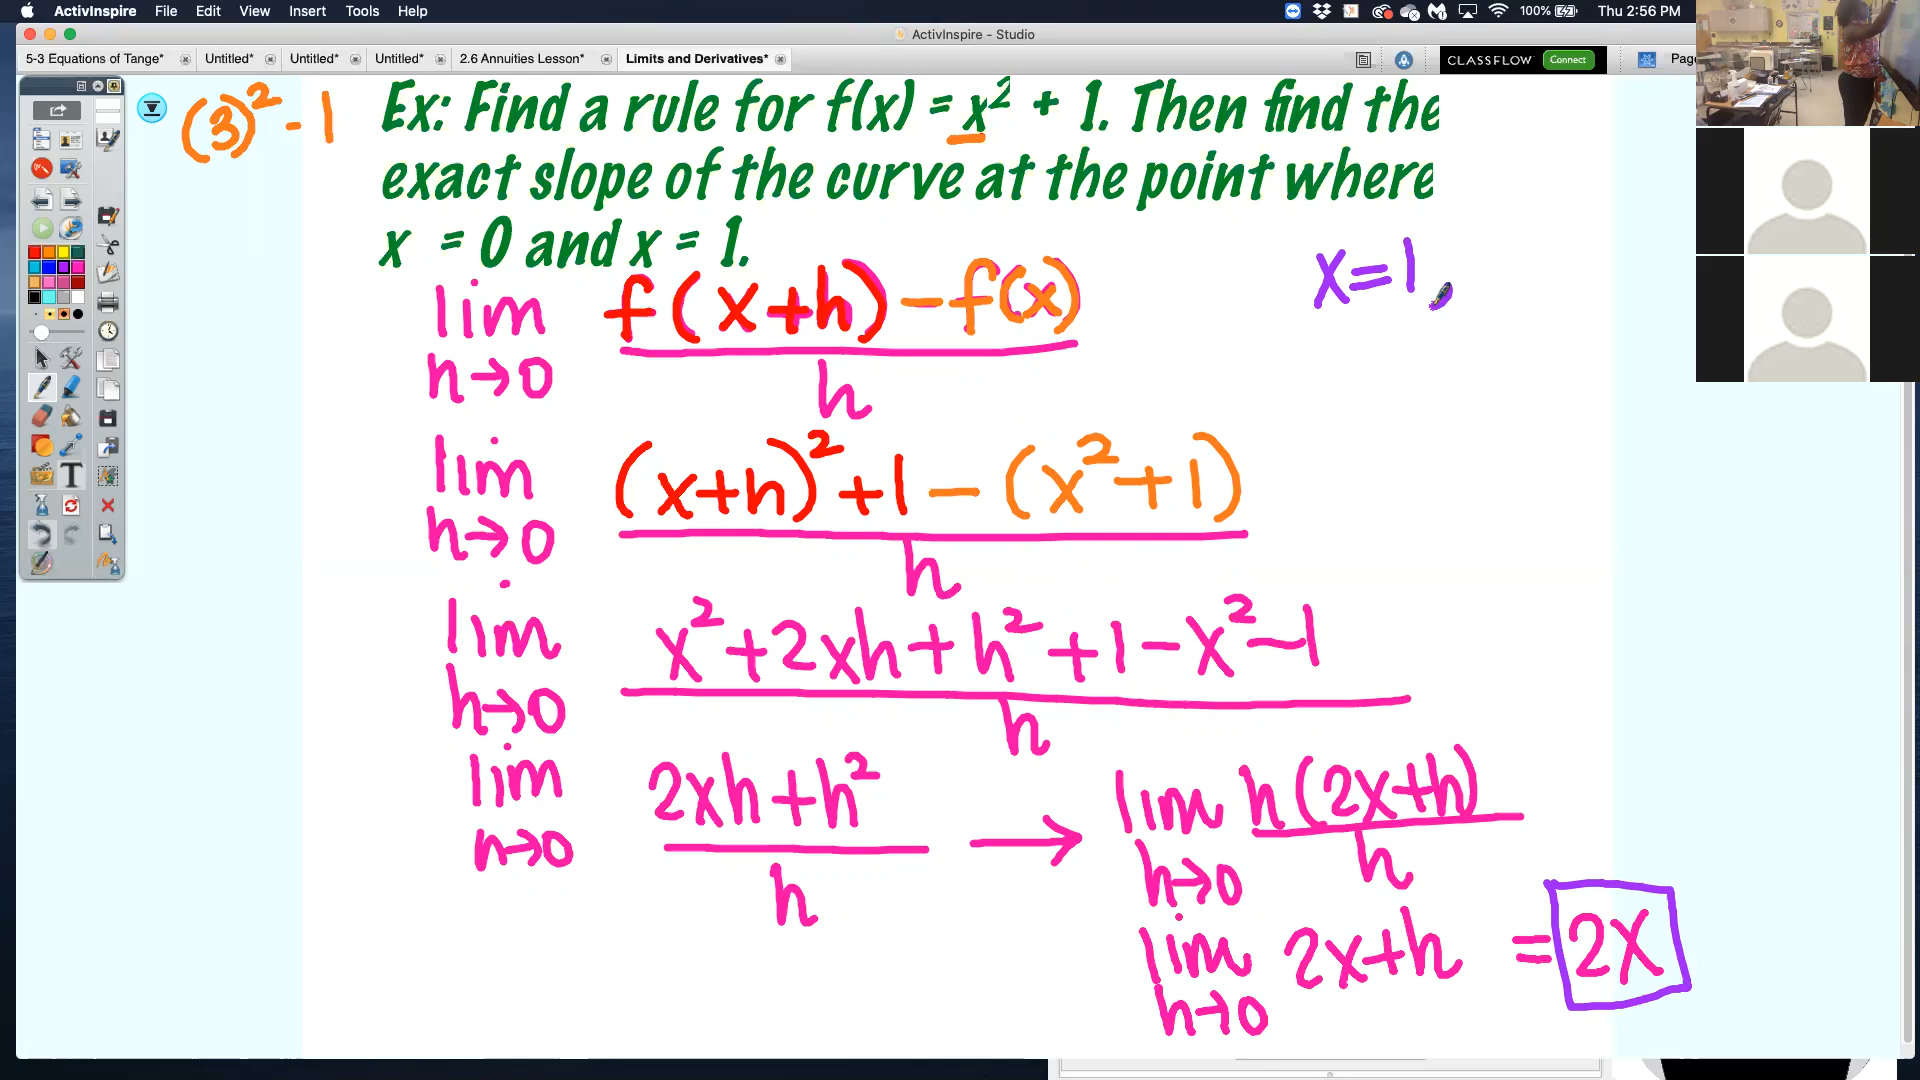 ActivInspire File Edit View Insert Tools Help 100% Thu 2:56 PM
ActivInspire - Studio
5-3 Equations of Tange* Untitled* Untitled* Untitled* 2.6 Annuities Lesson* Limits and Derivatives* CLASSFLOW Connect Pag
(3)² - 1
Ex: Find a rule for f(x) = x² + 1. Then find the
exact slope of the curve at the point where
x = 0 and x = 1.
x=1
lim f(x+h) - f(x)
h→0 h
lim (x+h)² +1 - (x²+1)
h→0 h
lim x²+2xh+h²+1-x²-1
h→0 h
lim 2xh+h² → lim h(2x+h)
h→0 h h→0 h
lim 2x+h = 2x
h→0